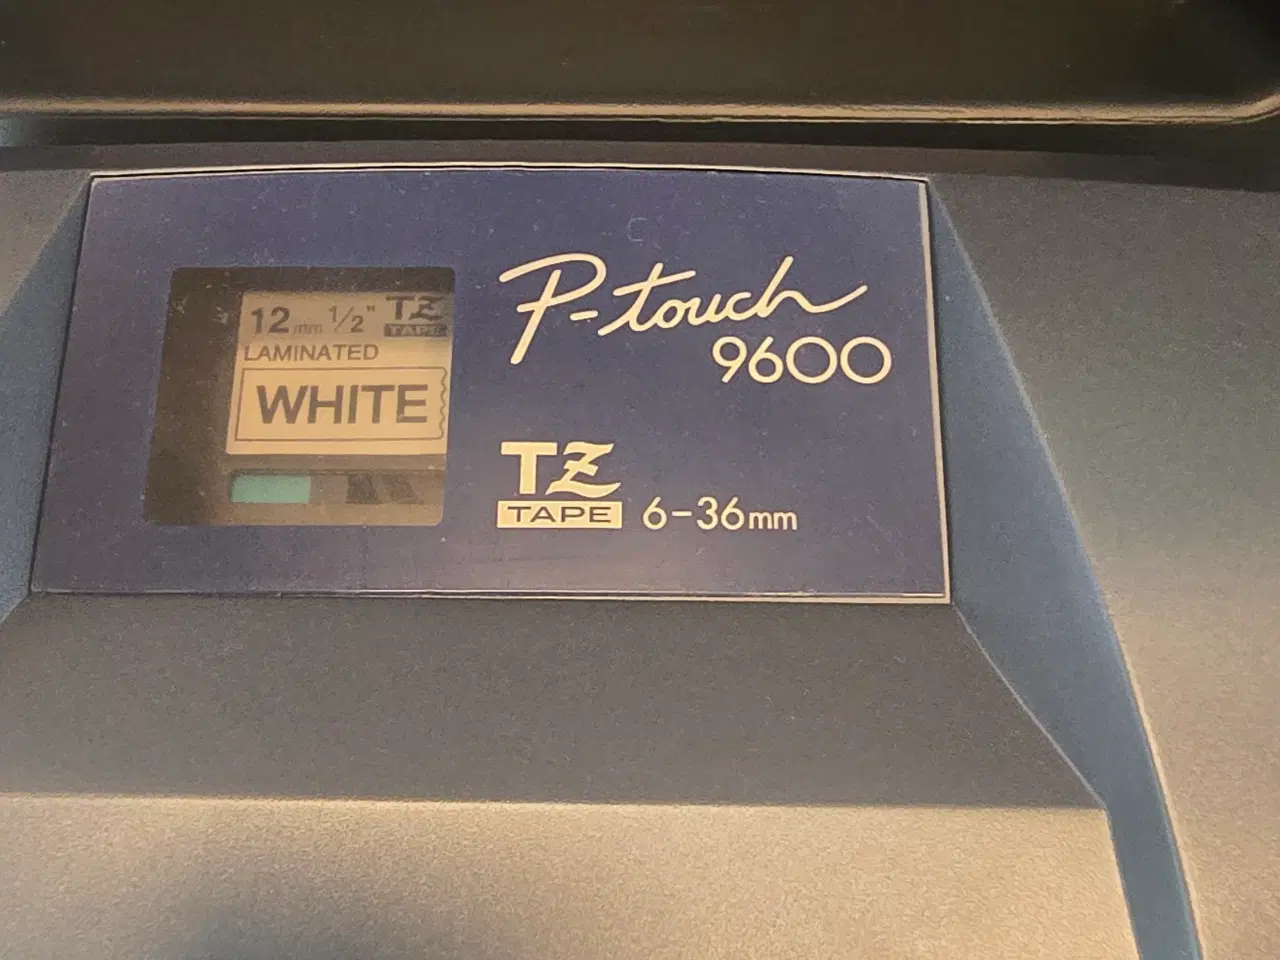 12mm 1/2" TZ
TAPE
LAMINATED
WHITE
P-touch
9600
TZ
TAPE 6-36mm